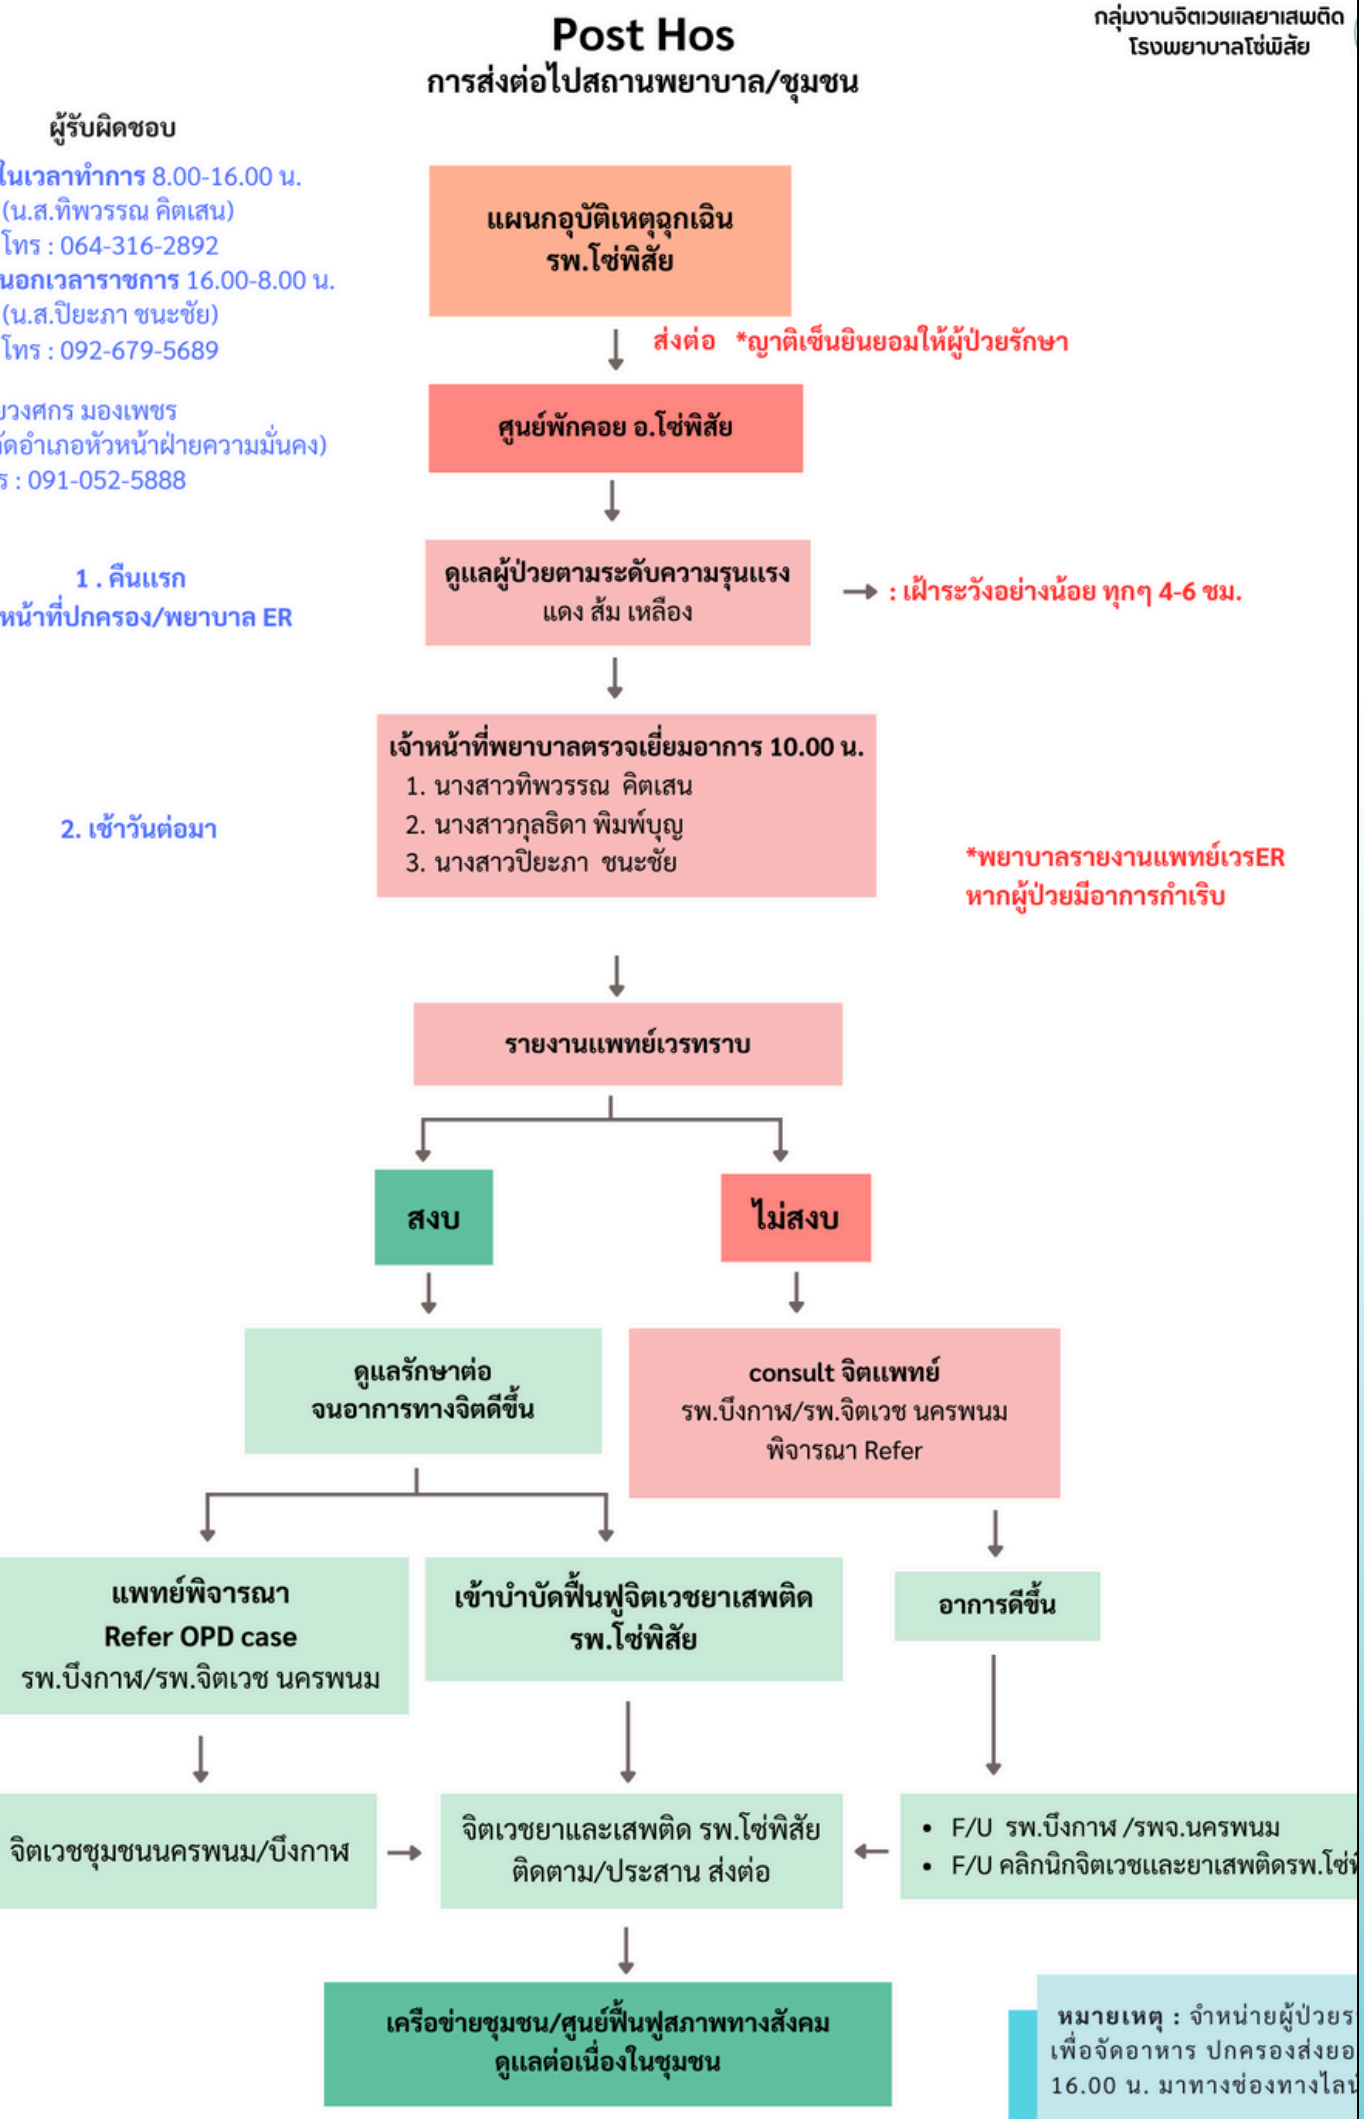 Post Hos
การส่งต่อไปสถานพยาบาล/ชุมชน
กลุ่มงานจิตเวชแลยาเสพติด
โรงพยาบาลโซ่พิสัย
ผู้รับผิดชอบ
ในเวลาทำการ 8.00-16.00 น.
(น.ส.ทิพวรรณ คิตเสน)
โทร : 064-316-2892
นอกเวลาราชการ 16.00-8.00 น.
(น.ส.ปิยะภา ชนะชัย)
โทร : 092-679-5689
แผนกอุบัติเหตุฉุกเฉิน
รพ.โซ่พิสัย
ส่งต่อ *ญาติเซ็นยินยอมให้ผู้ป่วยรักษา
ยวงศกร มองเพชร
ัดอำเภอหัวหน้าฝ่ายความมั่นคง)
ร : 091-052-5888
ศูนย์พักคอย อ.โซ่พิสัย
1 . คืนแรก
หน้าที่ปกครอง/พยาบาล ER
ดูแลผู้ป่วยตามระดับความรุนแรง
แดง ส้ม เหลือง
: เฝ้าระวังอย่างน้อย ทุกๆ 4-6 ชม.
2. เช้าวันต่อมา
เจ้าหน้าที่พยาบาลตรวจเยี่ยมอาการ 10.00 น.
1. นางสาวทิพวรรณ คิตเสน
2. นางสาวกุลธิดา พิมพ์บุญ
3. นางสาวปิยะภา ชนะชัย
*พยาบาลรายงานแพทย์เวรER
หากผู้ป่วยมีอาการกำเริบ
รายงานแพทย์เวรทราบ
สงบ
ไม่สงบ
ดูแลรักษาต่อ
จนอาการทางจิตดีขึ้น
consult จิตแพทย์
รพ.บึงกาฬ/รพ.จิตเวช นครพนม
พิจารณา Refer
แพทย์พิจารณา
Refer OPD case
รพ.บึงกาฬ/รพ.จิตเวช นครพนม
เข้าบำบัดฟื้นฟูจิตเวชยาเสพติด
รพ.โซ่พิสัย
อาการดีขึ้น
จิตเวชชุมชนนครพนม/บึงกาฬ
จิตเวชยาและเสพติด รพ.โซ่พิสัย
ติดตาม/ประสาน ส่งต่อ
• F/U รพ.บึงกาฬ /รพจ.นครพนม
• F/U คลิกนิกจิตเวชและยาเสพติดรพ.โซ่พิ
เครือข่ายชุมชน/ศูนย์ฟื้นฟูสภาพทางสังคม
ดูแลต่อเนื่องในชุมชน
หมายเหตุ : จำหน่ายผู้ป่วยร
เพื่อจัดอาหาร ปกครองส่งยอ
16.00 น. มาทางช่องทางไลน์